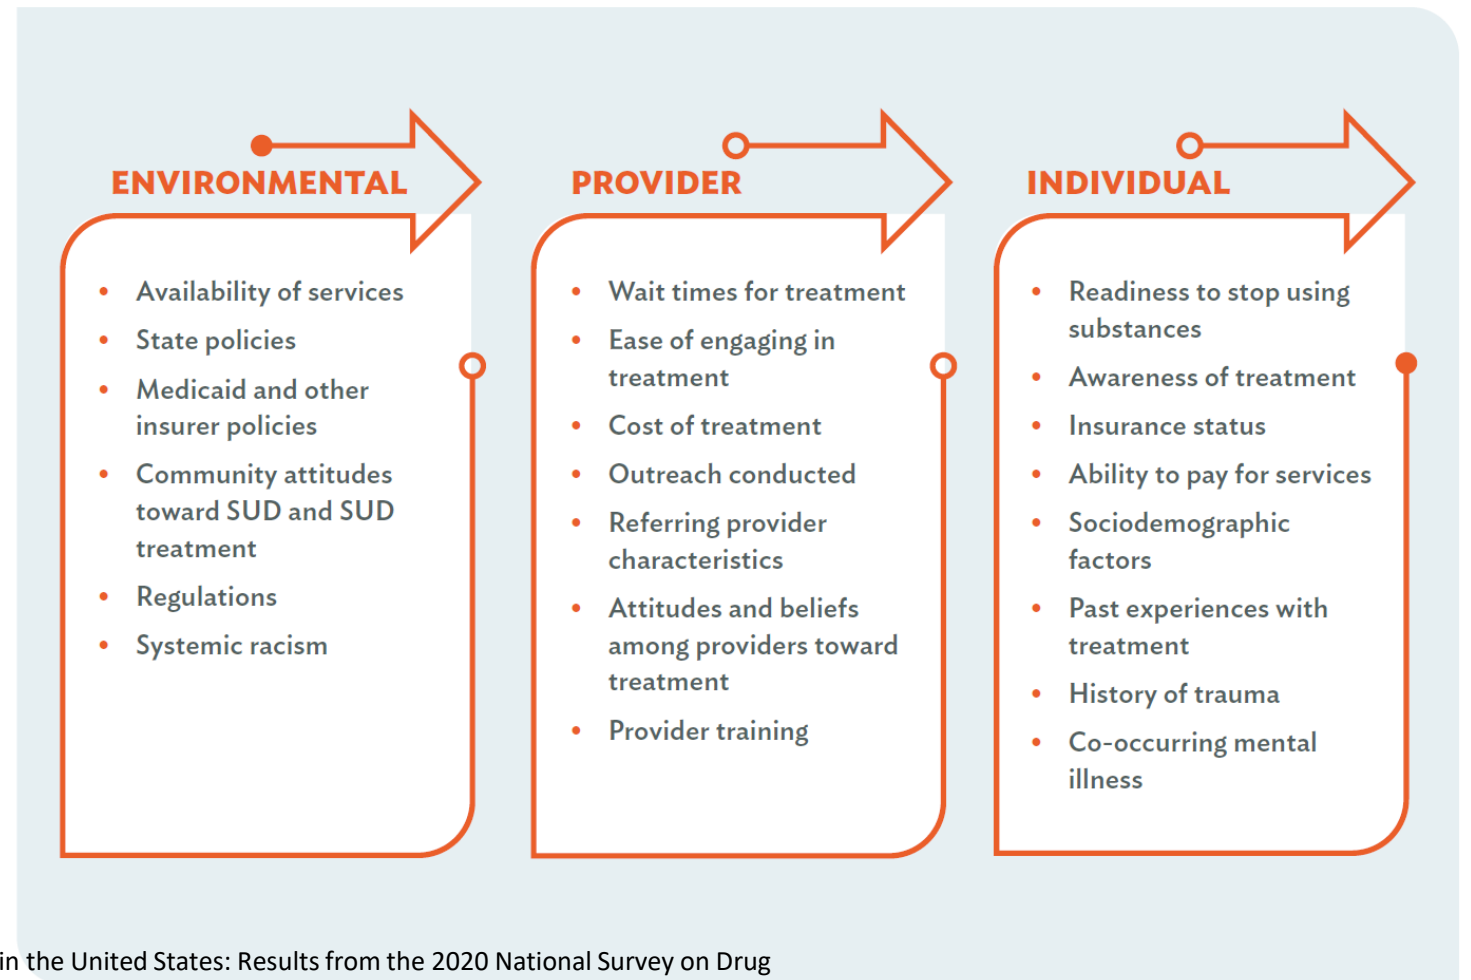 ENVIRONMENTAL
• Availability of services
• State policies
• Medicaid and other
insurer policies
• Community attitudes
toward SUD and SUD
treatment
• Regulations
• Systemic racism
PROVIDER
• Wait times for treatment
• Ease of engaging in
treatment
• Cost of treatment
• Outreach conducted
• Referring provider
characteristics
• Attitudes and beliefs
among providers toward
treatment
• Provider training
INDIVIDUAL
• Readiness to stop using
substances
• Awareness of treatment
• Insurance status
• Ability to pay for services
• Sociodemographic
factors
• Past experiences with
treatment
• History of trauma
• Co-occurring mental
illness
in the United States: Results from the 2020 National Survey on Drug